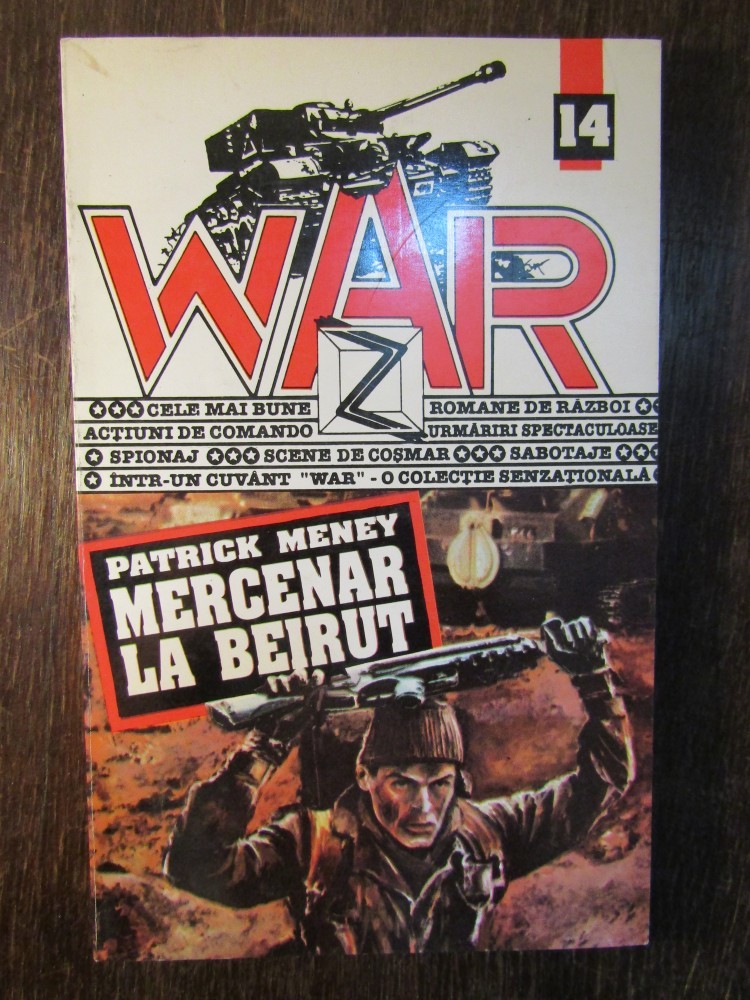 14
WAR
Z
✪✪✪ CELE MAI BUNE ROMANE DE RĂZBOI ✪
ACȚIUNI DE COMANDO URMĂRIRI SPECTACULOASE
✪ SPIONAJ ✪✪✪ SCENE DE COȘMAR ✪✪✪ SABOTAJE ✪✪✪
✪ ÎNTR-UN CUVÂNT "WAR" - O COLECȚIE SENZAȚIONALĂ
PATRICK MENEY
MERCENAR
LA BEIRUT